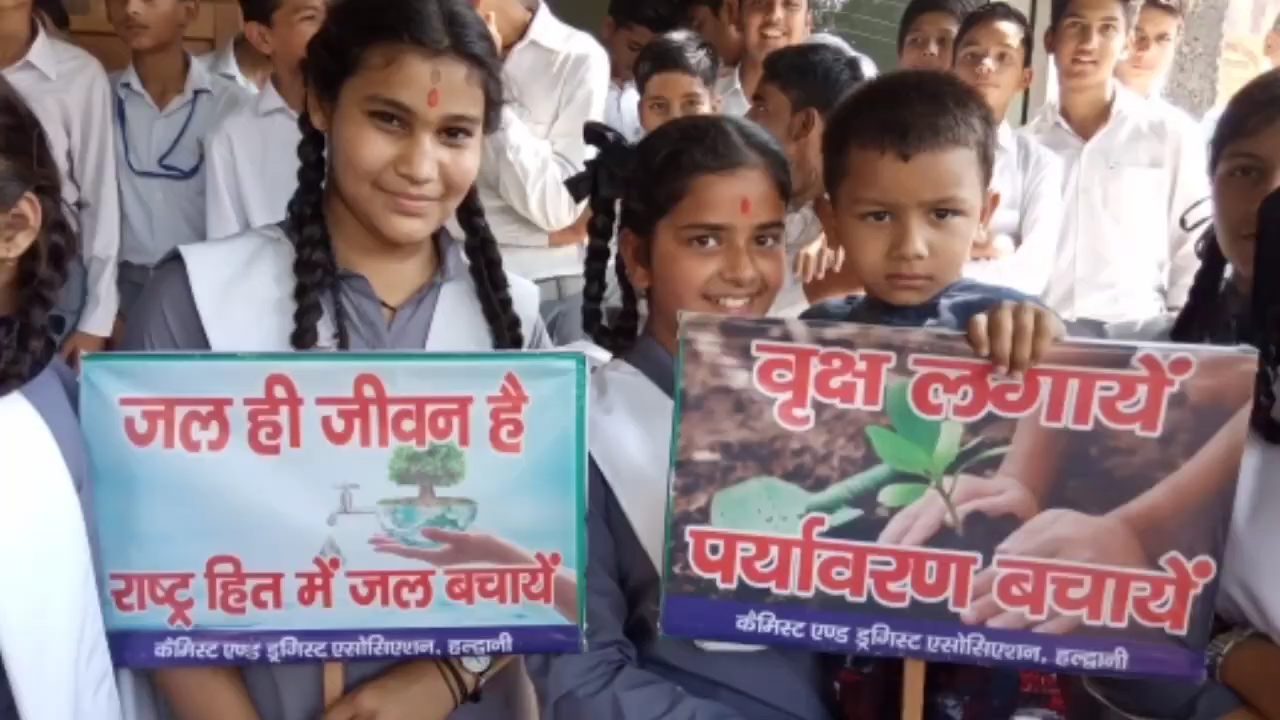 जल ही जीवन है
राष्ट्र हित में जल बचायें
कैमिस्ट एण्ड ड्रगिस्ट एसोसिएशन, हल्द्वानी
वृक्ष लगायें
पर्यावरण बचायें
कैमिस्ट एण्ड ड्रगिस्ट एसोसिएशन, हल्द्वानी